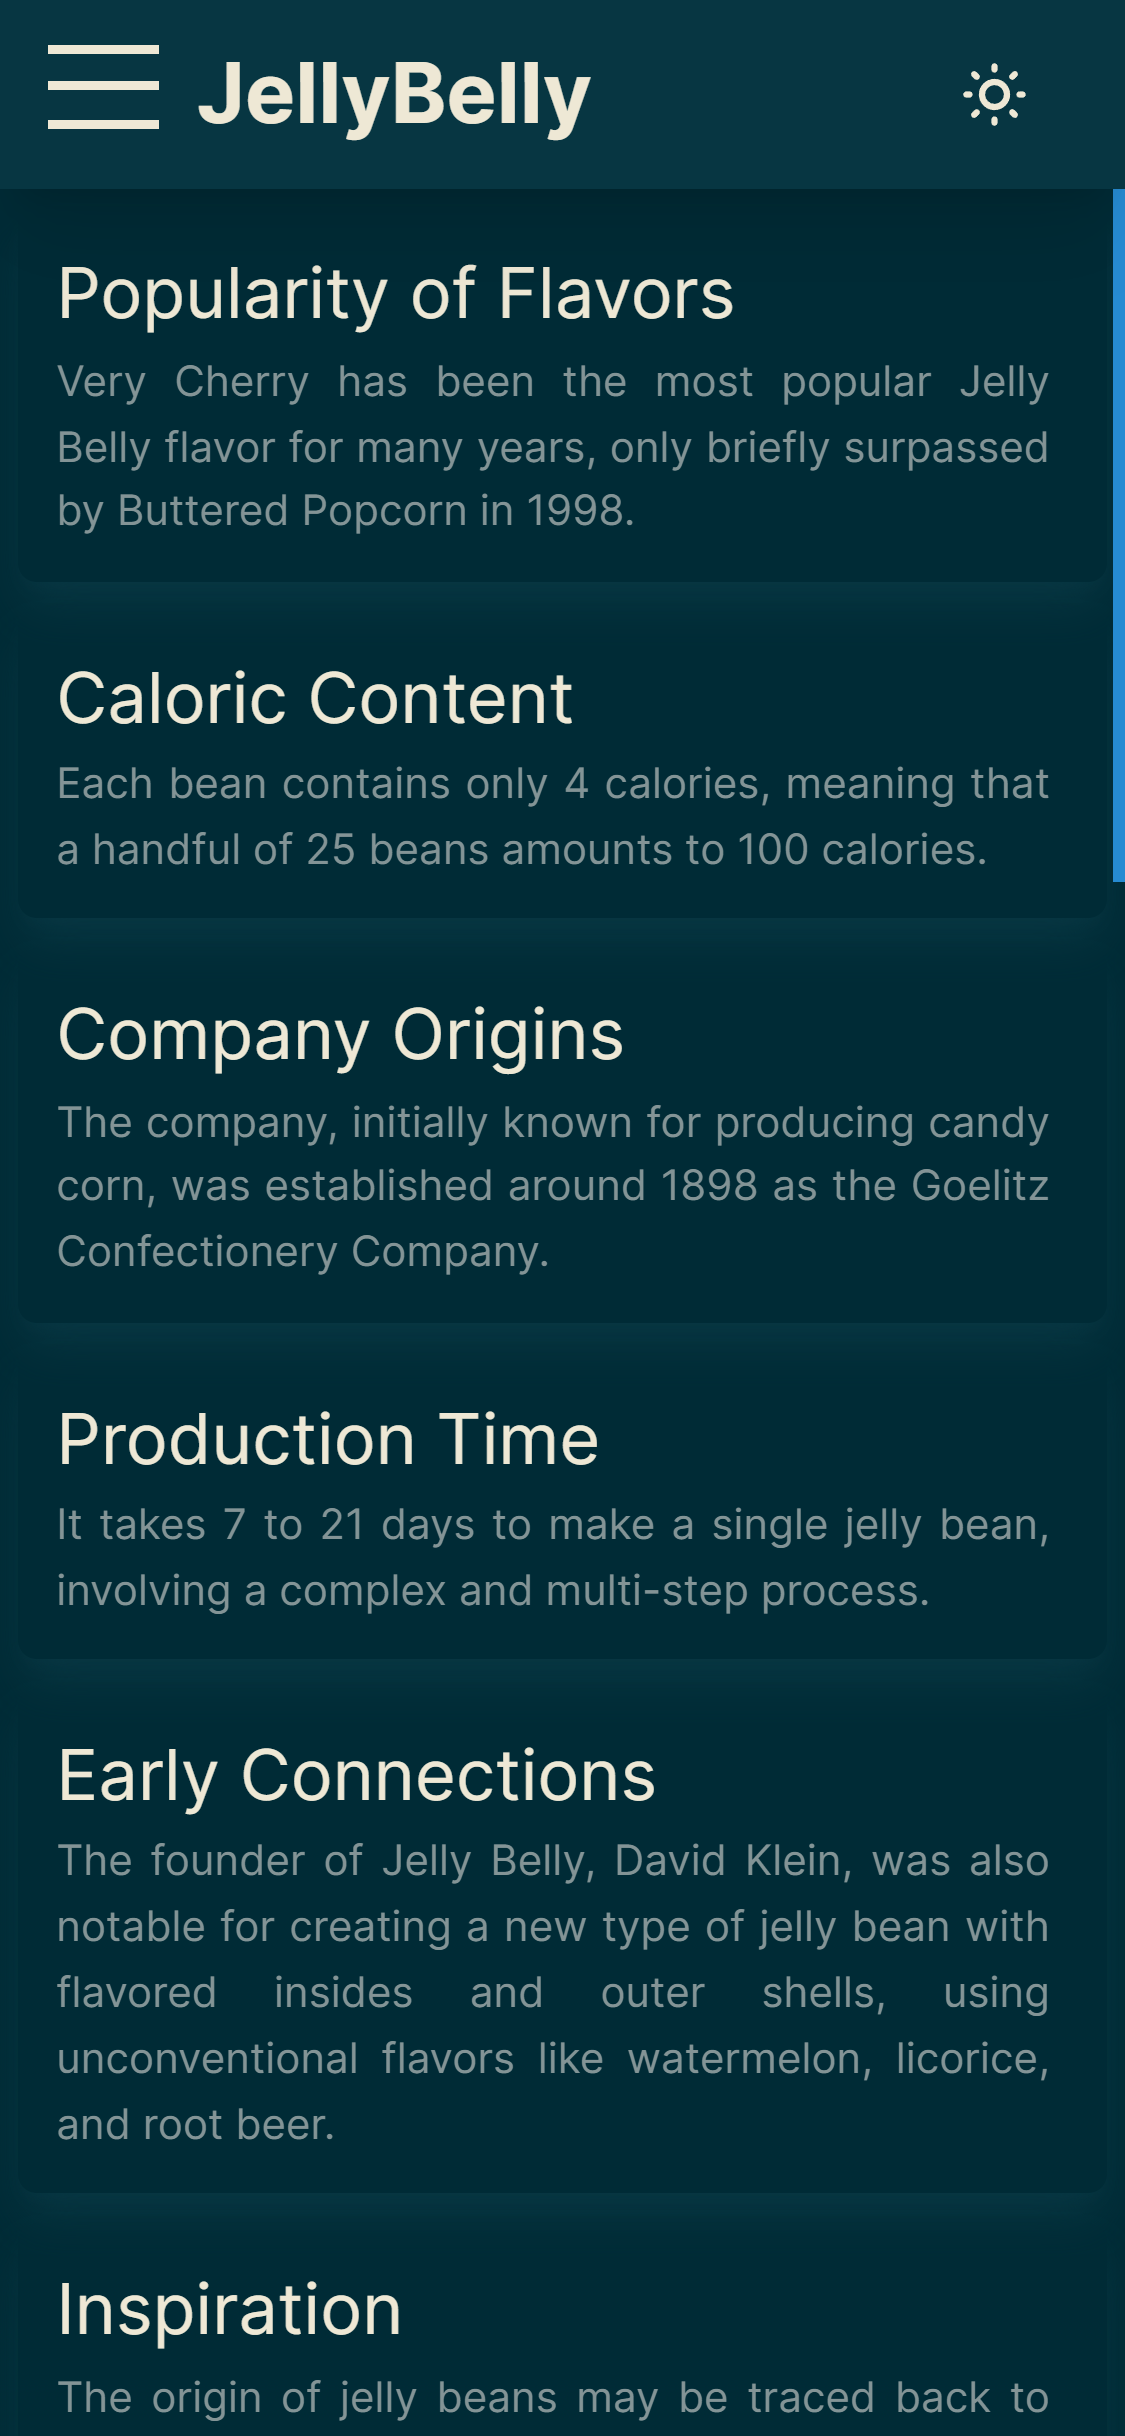 JellyBelly
Popularity of Flavors
Very Cherry has been the most popular Jelly
Belly flavor for many years, only briefly surpassed
by Buttered Popcorn in 1998.
Caloric Content
Each bean contains only 4 calories, meaning that
a handful of 25 beans amounts to 100 calories.
Company Origins
The company, initially known for producing candy
corn, was established around 1898 as the Goelitz
Confectionery Company.
Production Time
It takes 7 to 21 days to make a single jelly bean,
involving a complex and multi-step process.
Early Connections
The founder of Jelly Belly, David Klein, was also
notable for creating a new type of jelly bean with
flavored insides and outer shells, using
unconventional flavors like watermelon, licorice,
and root beer.
Inspiration
The origin of jelly beans may be traced back to